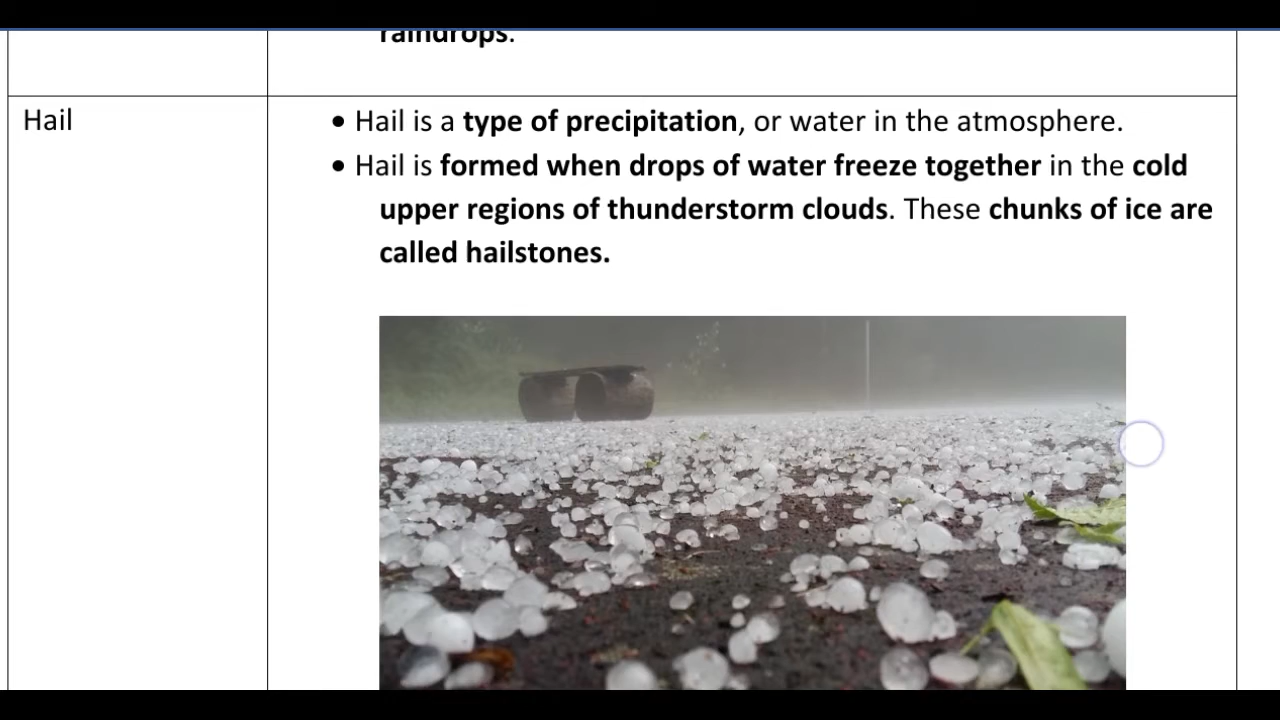 raindrops.
Hail
• Hail is a type of precipitation, or water in the atmosphere.
• Hail is formed when drops of water freeze together in the cold
upper regions of thunderstorm clouds. These chunks of ice are
called hailstones.